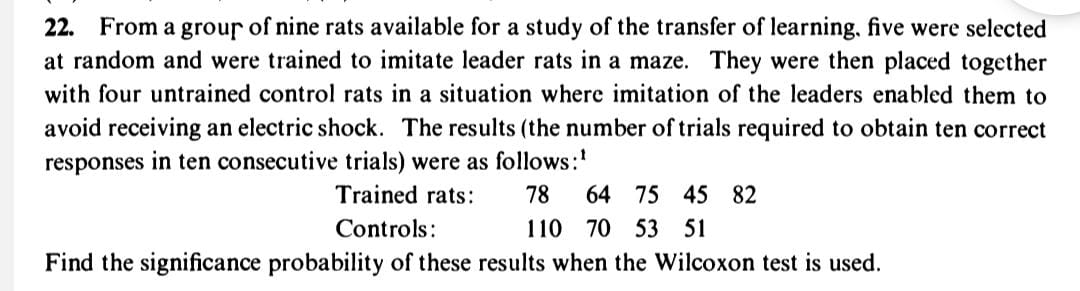 22. From a group of nine rats available for a study of the transfer of learning, five were selected
at random and were trained to imitate leader rats in a maze. They were then placed together
with four untrained control rats in a situation where imitation of the leaders enabled them to
avoid receiving an electric shock. The results (the number of trials required to obtain ten correct
responses in ten consecutive trials) were as follows:¹
Trained rats: 78 64 75 45 82
Controls: 110 70 53 51
Find the significance probability of these results when the Wilcoxon test is used.